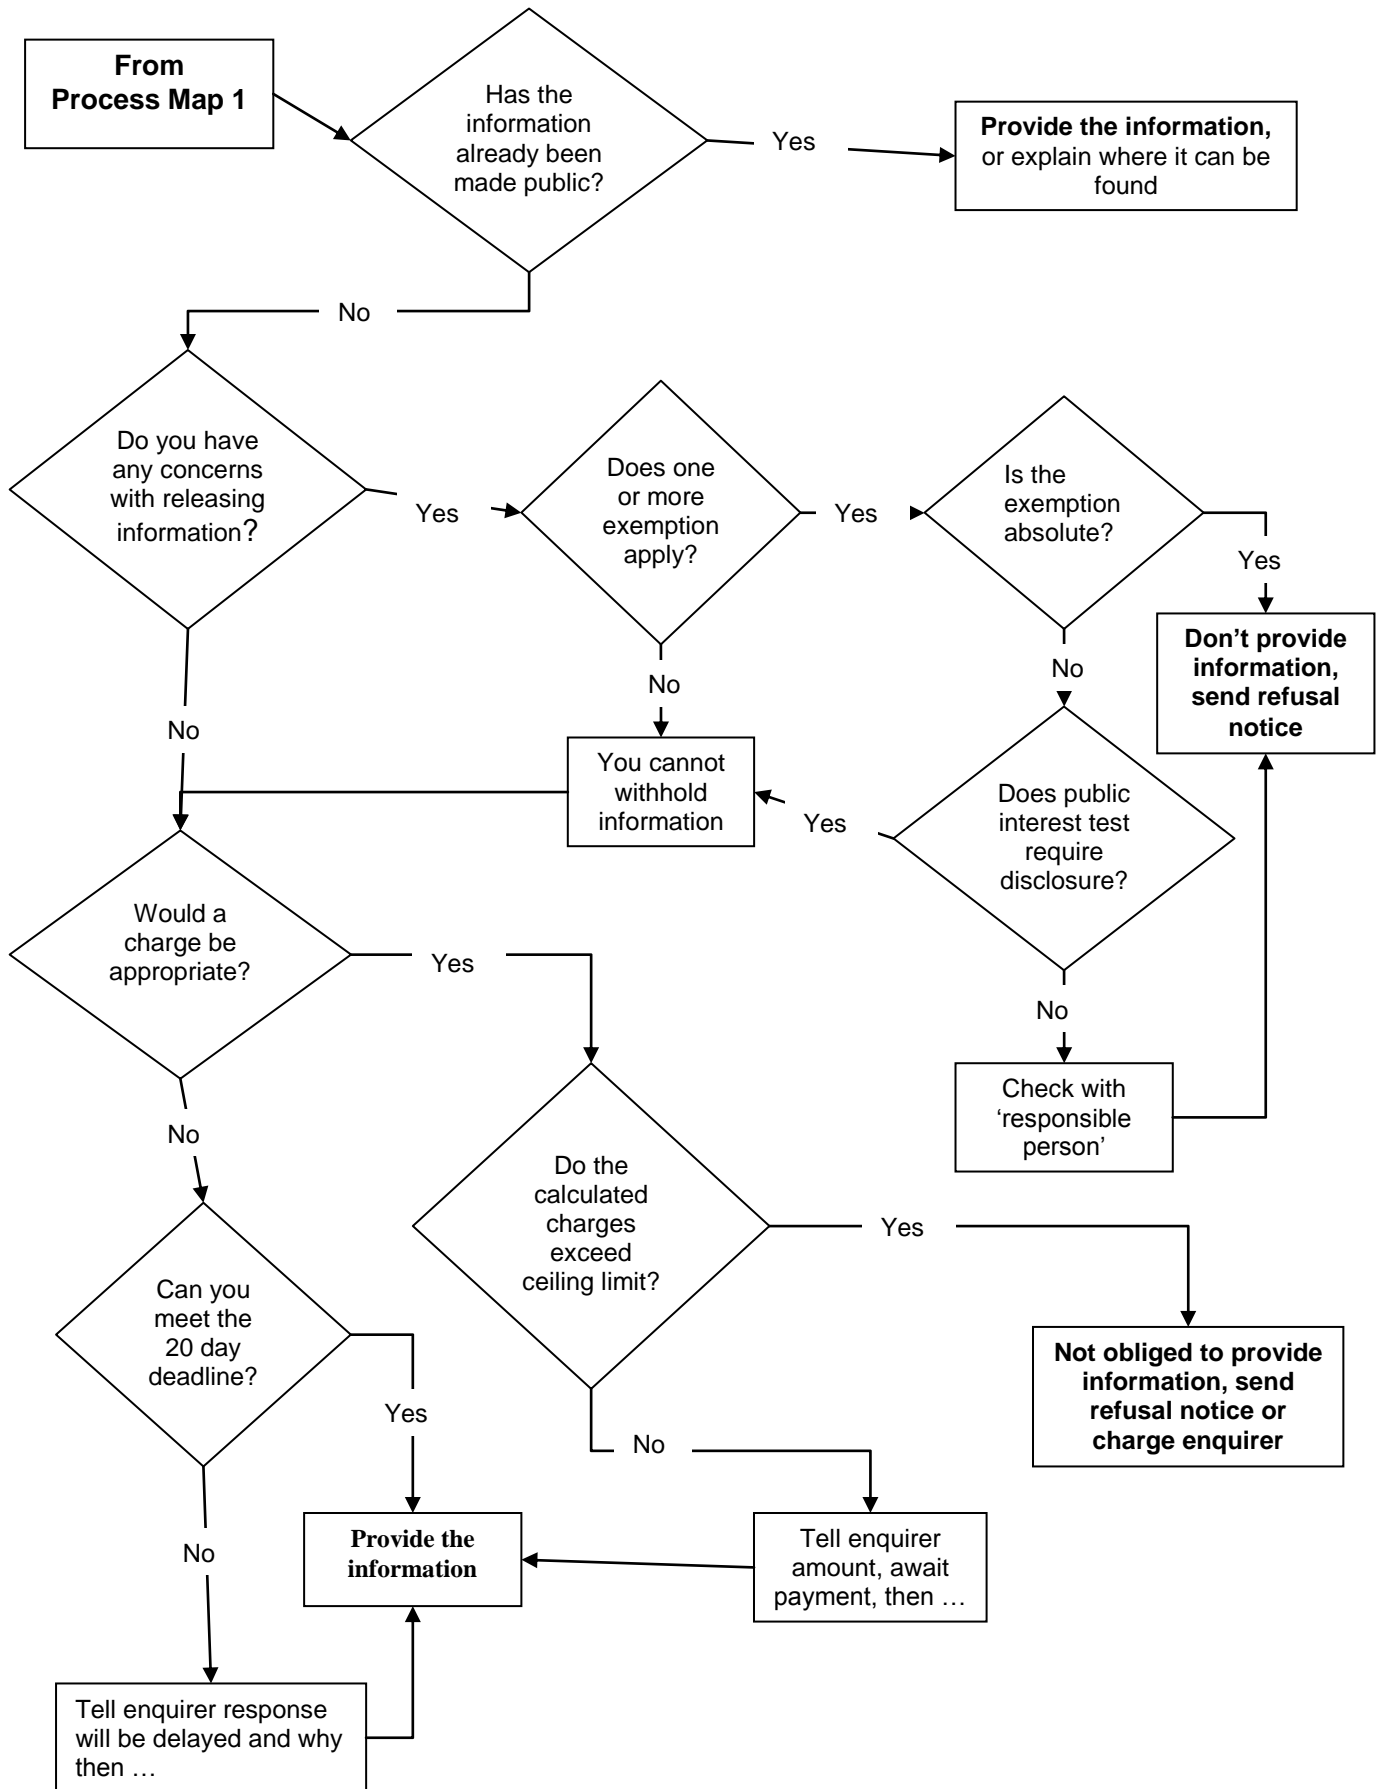 From
Process Map 1
Has the
information
already been
made public?
Yes
Provide the information,
or explain where it can be
found
No
Do you have
any concerns
with releasing
information?
Yes
Does one
or more
exemption
apply?
Yes
Is the
exemption
absolute?
Yes
No
No
Don’t provide
information,
send refusal
notice
No
You cannot
withhold
information
Yes
Does public
interest test
require
disclosure?
Would a
charge be
appropriate?
Yes
No
Check with
‘responsible
person’
No
Do the
calculated
charges
exceed
ceiling limit?
Yes
Can you
meet the
20 day
deadline?
Not obliged to provide
information, send
refusal notice or
charge enquirer
Yes
No
No
Provide the
information
Tell enquirer
amount, await
payment, then …
Tell enquirer response
will be delayed and why
then …